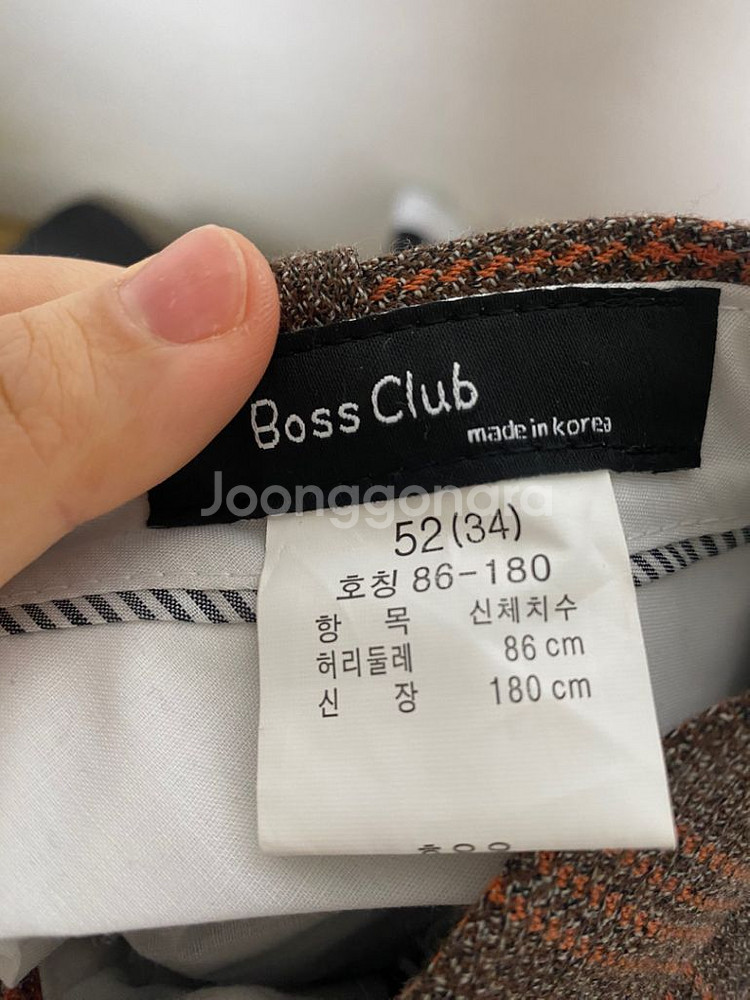 Boss Club
made in korea
Joonggonara
52(34)
호칭 86-180
항 목 신체치수
허리둘레 86 cm
신 장 180 cm